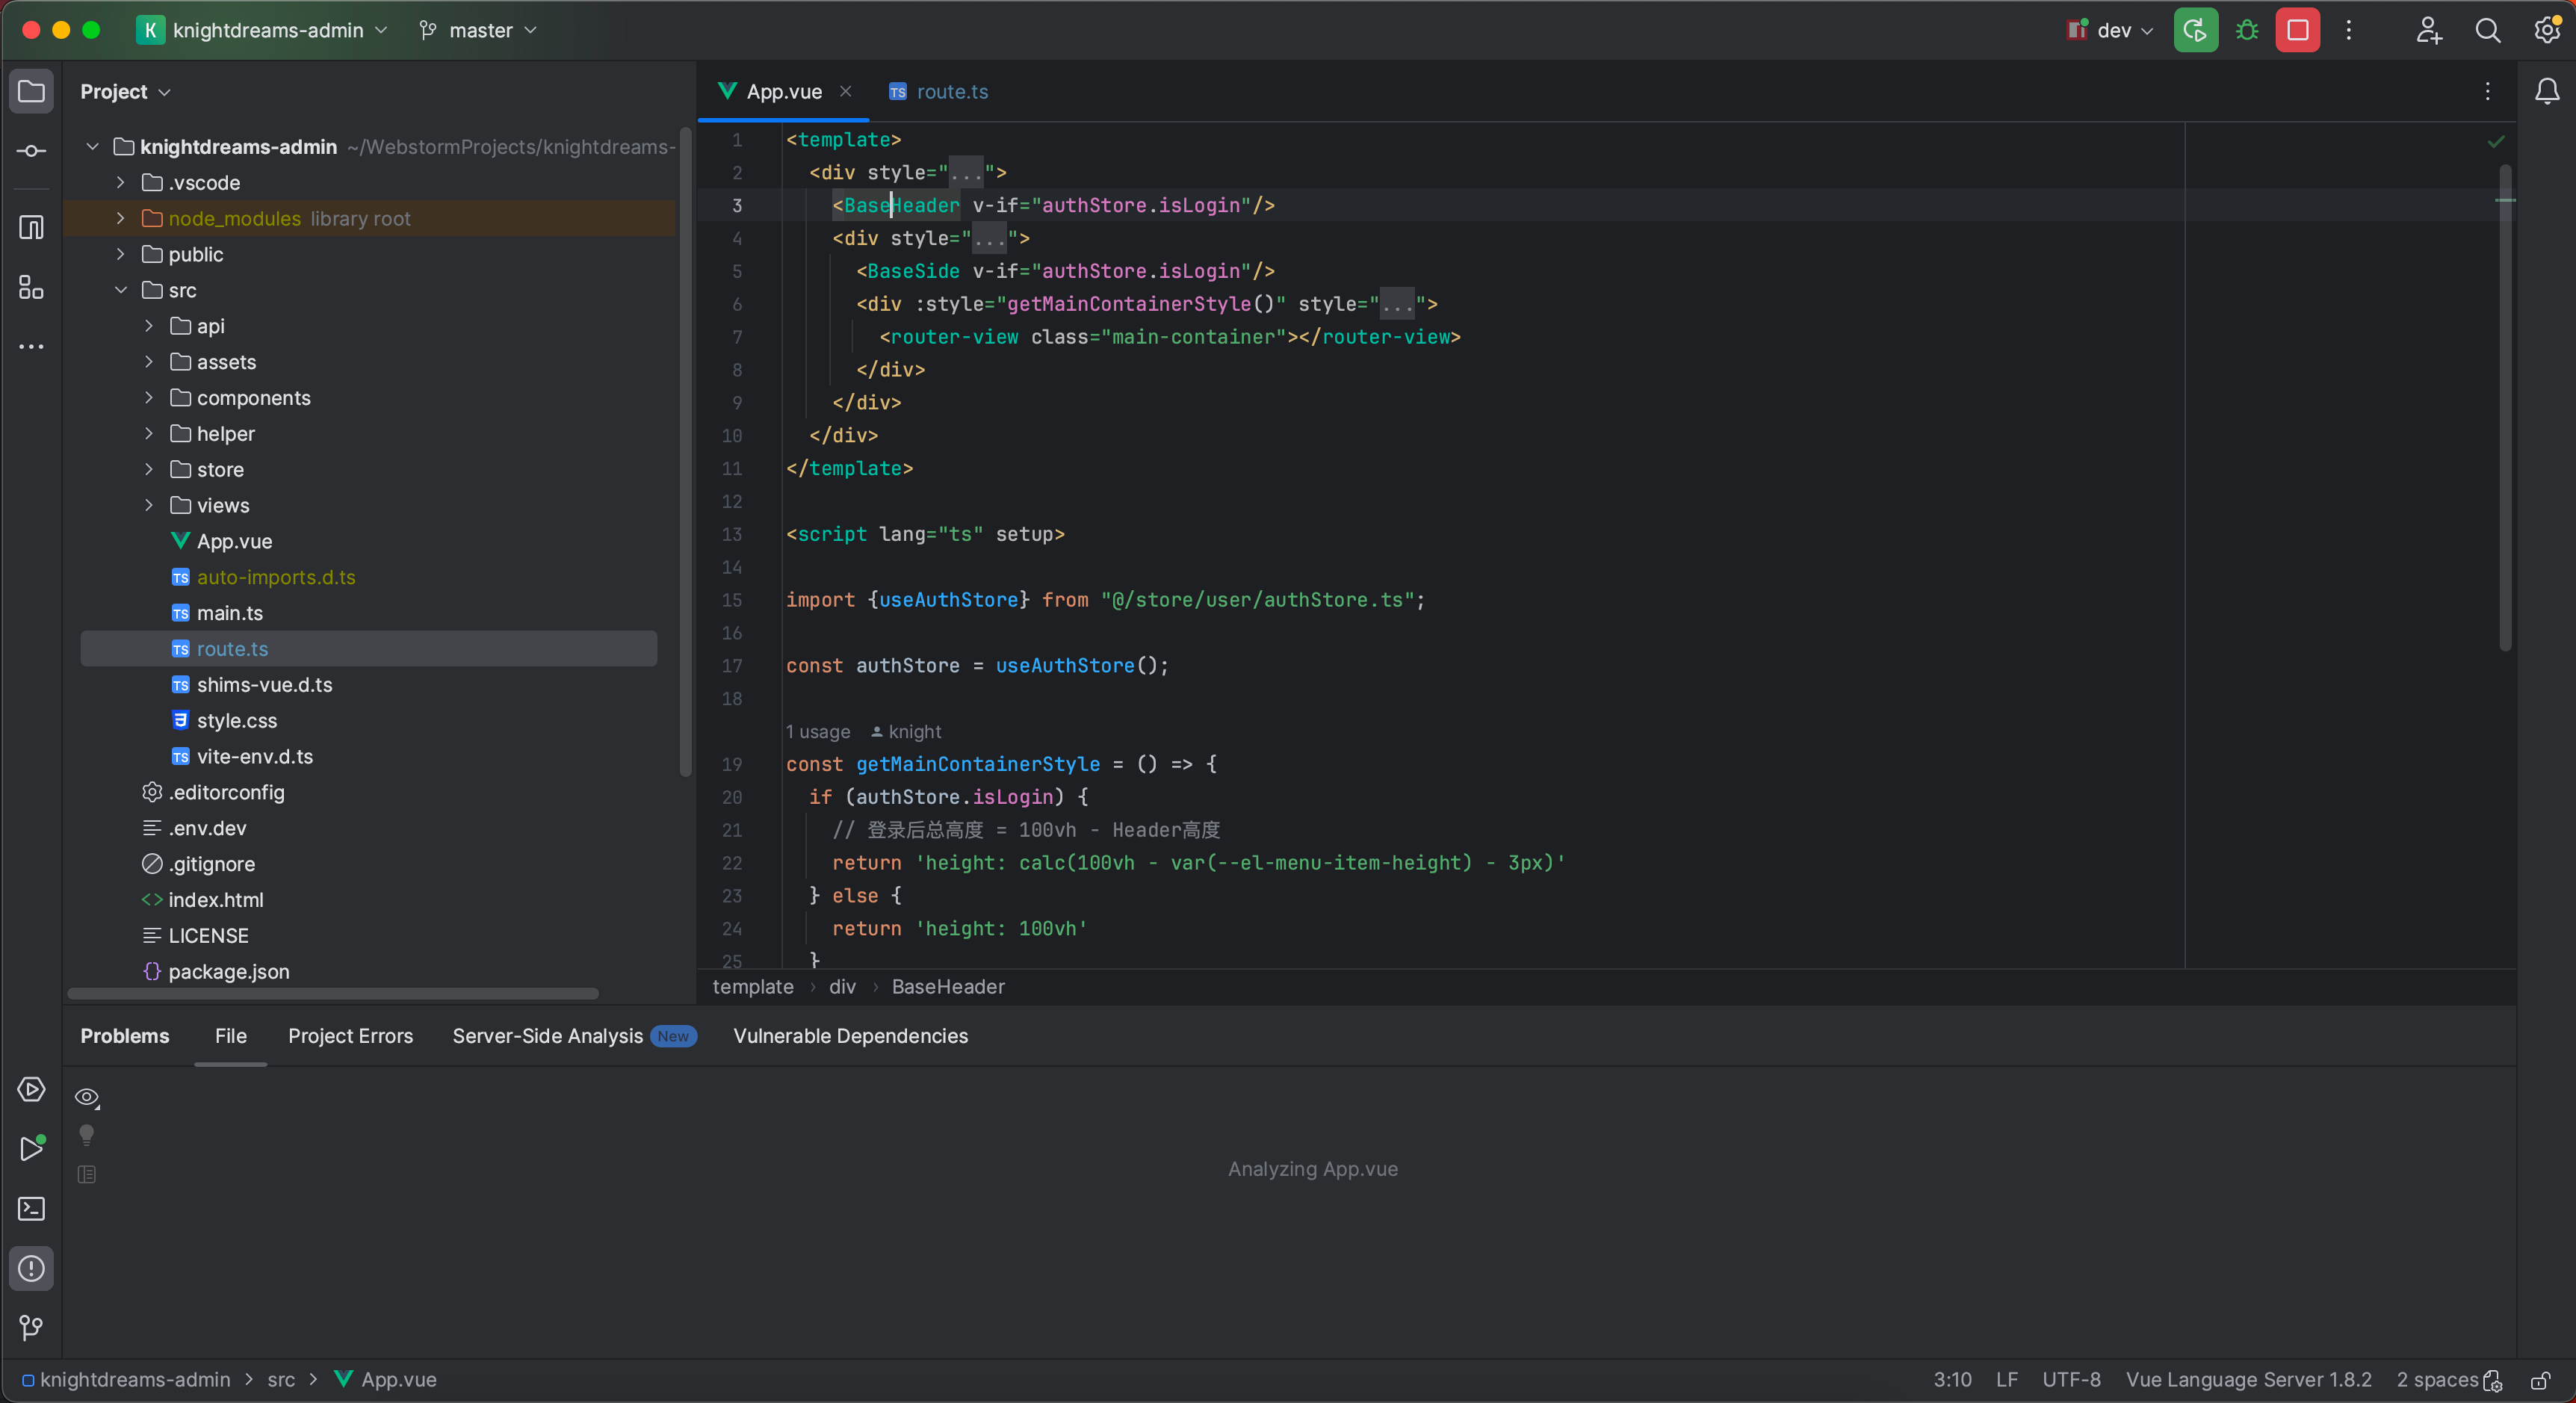 K knightdreams-admin master dev
Project
knightdreams-admin ~/WebstormProjects/knightdreams-
.vscode
node_modules library root
public
src
api
assets
components
helper
store
views
App.vue
TS auto-imports.d.ts
TS main.ts
TS route.ts
TS shims-vue.d.ts
style.css
TS vite-env.d.ts
.editorconfig
.env.dev
.gitignore
index.html
LICENSE
package.json
App.vue TS route.ts
1 <template>
2 <div style="...">
3 <BaseHeader v-if="authStore.isLogin"/>
4 <div style="...">
5 <BaseSide v-if="authStore.isLogin"/>
6 <div :style="getMainContainerStyle()" style="...">
7 <router-view class="main-container"></router-view>
8 </div>
9 </div>
10 </div>
11 </template>
12
13 <script lang="ts" setup>
14
15 import {useAuthStore} from "@/store/user/authStore.ts";
16
17 const authStore = useAuthStore();
18
1 usage knight
19 const getMainContainerStyle = () => {
20 if (authStore.isLogin) {
21 // 登录后总高度 = 100vh - Header高度
22 return 'height: calc(100vh - var(--el-menu-item-height) - 3px)'
23 } else {
24 return 'height: 100vh'
25 }
template › div › BaseHeader
Problems File Project Errors Server-Side Analysis New Vulnerable Dependencies
Analyzing App.vue
knightdreams-admin > src > App.vue 3:10 LF UTF-8 Vue Language Server 1.8.2 2 spaces